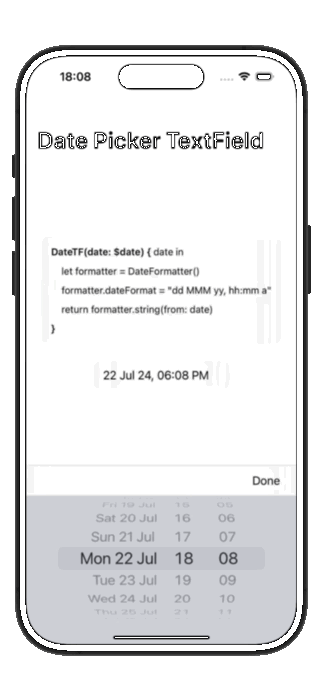 18:08
Date Picker TextField
DateTF(date: $date) { date in
let formatter = DateFormatter()
formatter.dateFormat = "dd MMM yy, hh:mm a"
return formatter.string(from: date)
}
22 Jul 24, 06:08 PM
Done
Fri 19 Jul 15 05
Sat 20 Jul 16 06
Sun 21 Jul 17 07
Mon 22 Jul 18 08
Tue 23 Jul 19 09
Wed 24 Jul 20 10
Thu 25 Jul 21 11